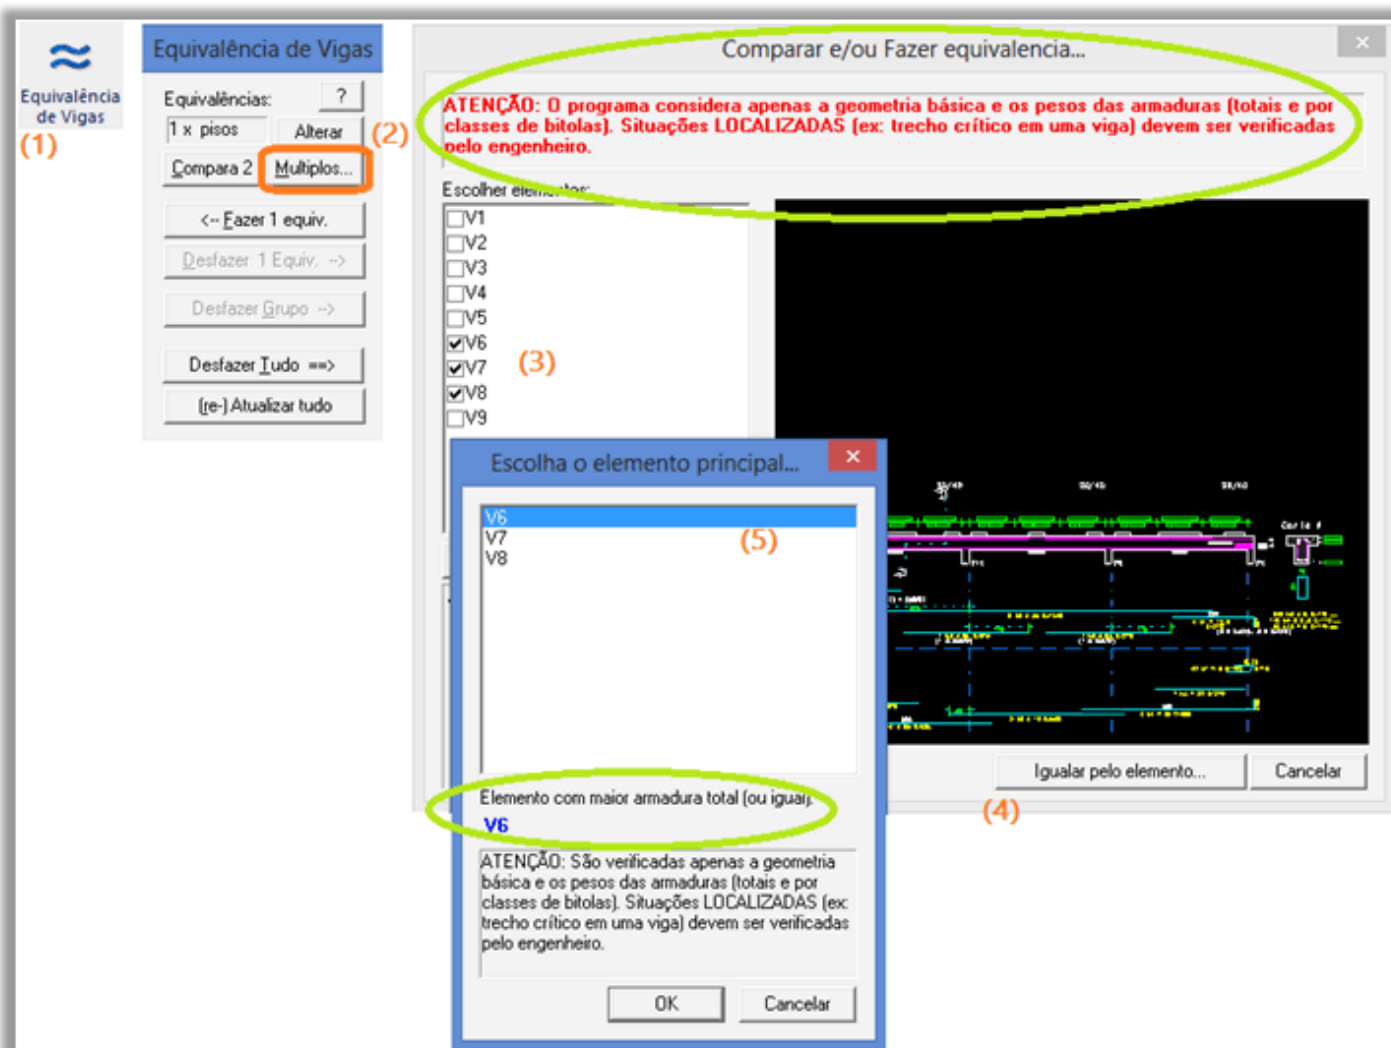 Equivalência
de Vigas
(1)
Equivalência de Vigas
Equivalências:
?
1 x pisos
Alterar
(2)
Compara 2
Multiplos...
<-- Fazer 1 equiv.
Desfazer 1 Equiv. -->
Desfazer Grupo -->
Desfazer Tudo ==>
(re-) Atualizar tudo
Comparar e/ou Fazer equivalencia...
ATENÇÃO: O programa considera apenas a geometria básica e os pesos das armaduras (totais e por
classes de bitolas). Situações LOCALIZADAS (ex: trecho crítico em uma viga) devem ser verificadas
pelo engenheiro.
Escolher elementos:
V1
V2
V3
V4
V5
V6
V7
V8
V9
(3)
Igualar pelo elemento...
Cancelar
(4)
Escolha o elemento principal...
V6
V7
V8
(5)
Elemento com maior armadura total (ou igual):
V6
ATENÇÃO: São verificadas apenas a geometria
básica e os pesos das armaduras (totais e por
classes de bitolas). Situações LOCALIZADAS (ex:
trecho crítico em uma viga) devem ser verificadas
pelo engenheiro.
OK
Cancelar